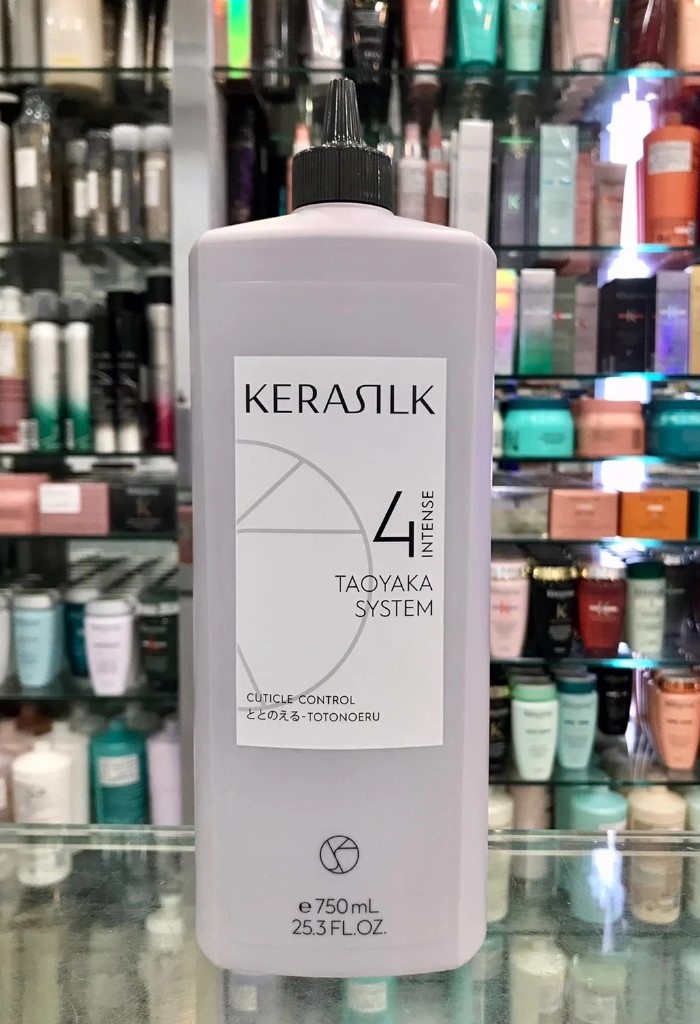 KERASILK
4 INTENSE
TAOYAKA
SYSTEM
CUTICLE CONTROL
ととのえる-TOTONOERU
e 750 mL
25.3 FL.OZ.